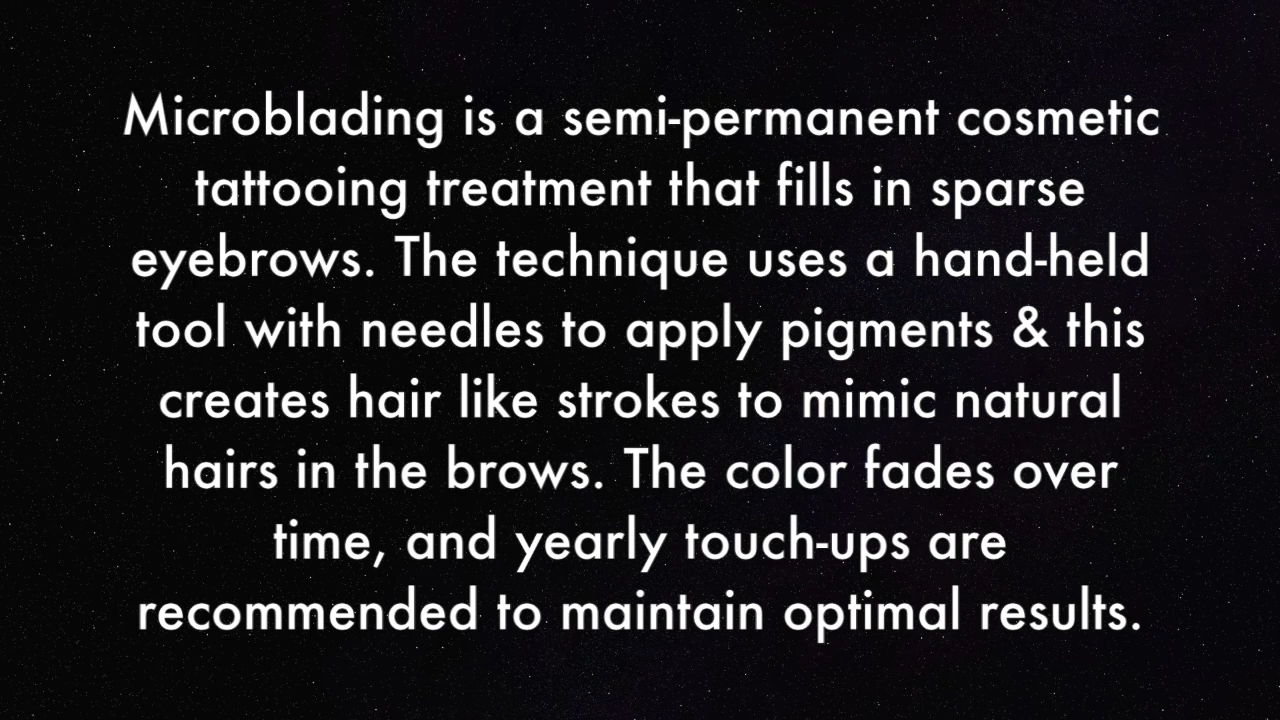 Microblading is a semi-permanent cosmetic
tattooing treatment that fills in sparse
eyebrows. The technique uses a hand-held
tool with needles to apply pigments & this
creates hair like strokes to mimic natural
hairs in the brows. The color fades over
time, and yearly touch-ups are
recommended to maintain optimal results.